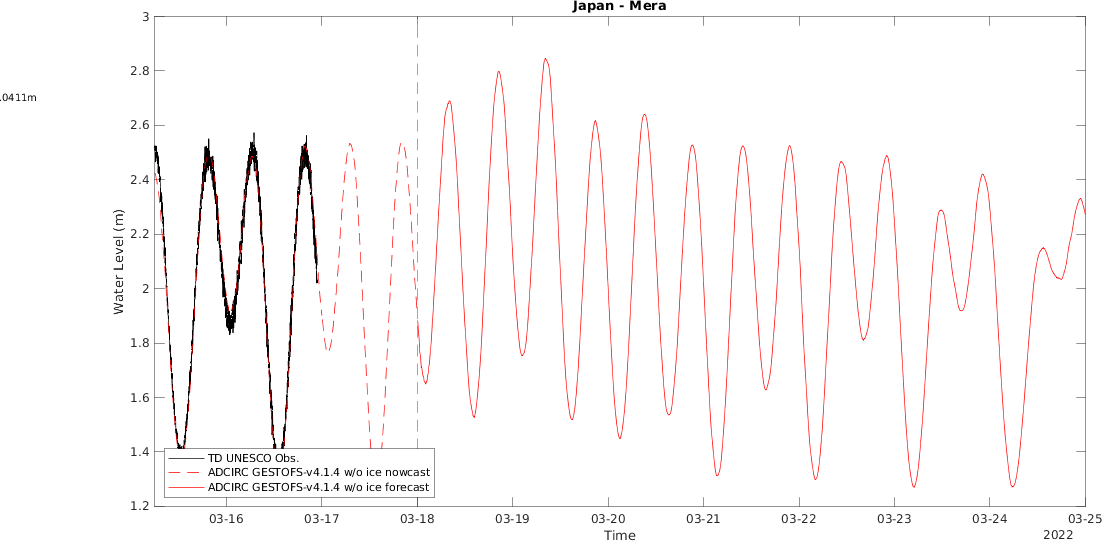 Japan - Mera
.0411m
Water Level (m)
3
2.8
2.6
2.4
2.2
2
1.8
1.6
1.4
1.2
TD UNESCO Obs.
ADCIRC GESTOFS-v4.1.4 w/o ice nowcast
ADCIRC GESTOFS-v4.1.4 w/o ice forecast
03-16 03-17 03-18 03-19 03-20 03-21 03-22 03-23 03-24 03-25
Time
2022